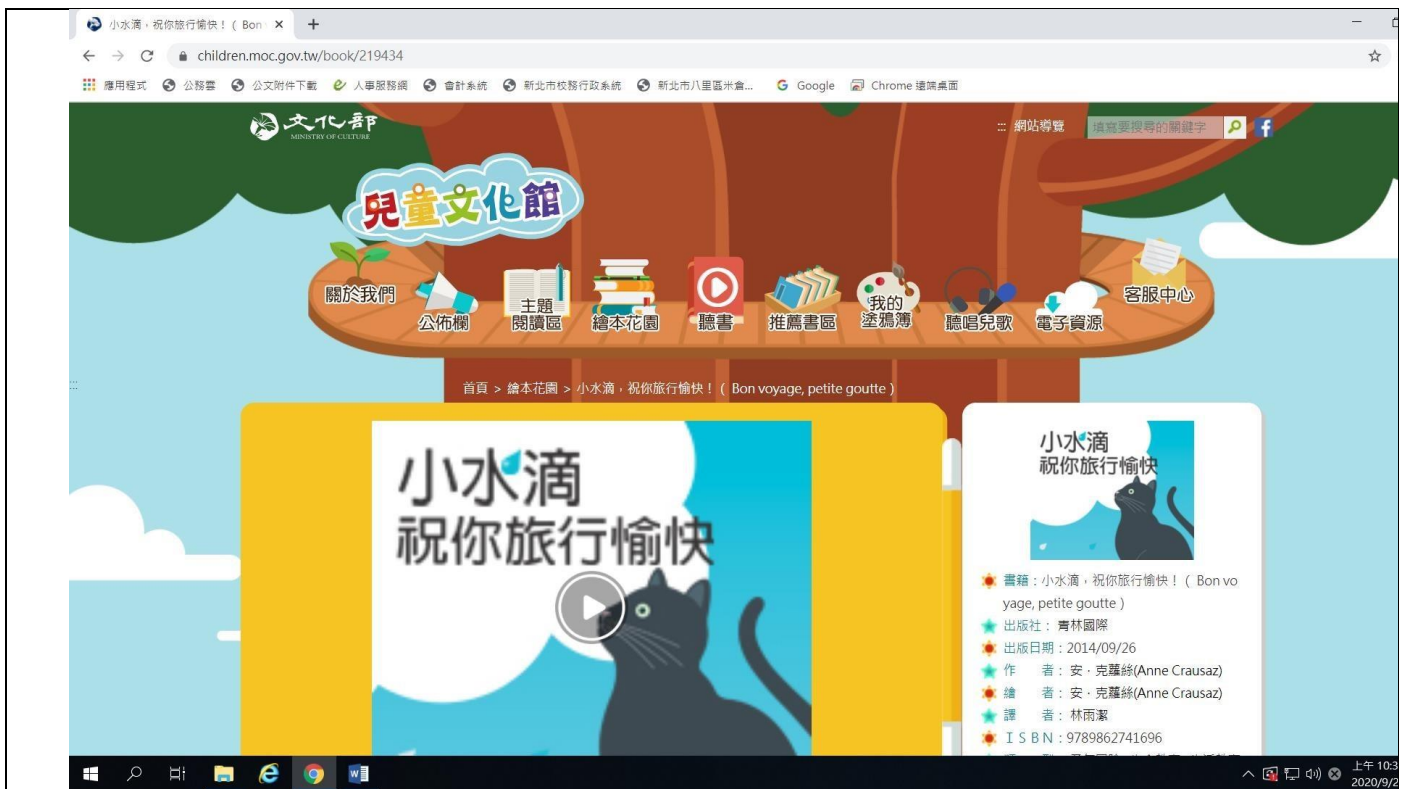 小水滴，祝你旅行愉快！( Bon
children.moc.gov.tw/book/219434
應用程式 公務雲 公文附件下載 人事服務網 會計系統 新北市校務行政系統 新北市八里區米倉... Google Chrome 遠端桌面
文化部
MINISTRY OF CULTURE
::: 網站導覽
填寫要搜尋的關鍵字
兒童文化館
關於我們
公佈欄
主題
閱讀區
繪本花園
聽書
推薦書區
我的
塗鴉簿
聽唱兒歌
電子資源
客服中心
:::
首頁 > 繪本花園 > 小水滴，祝你旅行愉快！( Bon voyage, petite goutte )
小水滴
祝你旅行愉快
小水滴
祝你旅行愉快
書籍：小水滴，祝你旅行愉快！( Bon vo
yage, petite goutte )
出版社：青林國際
出版日期：2014/09/26
作　者：安．克蘿絲(Anne Crausaz)
繪　者：安．克蘿絲(Anne Crausaz)
譯　者：林雨潔
ＩＳＢＮ：9789862741696
上午 10:3
2020/9/2